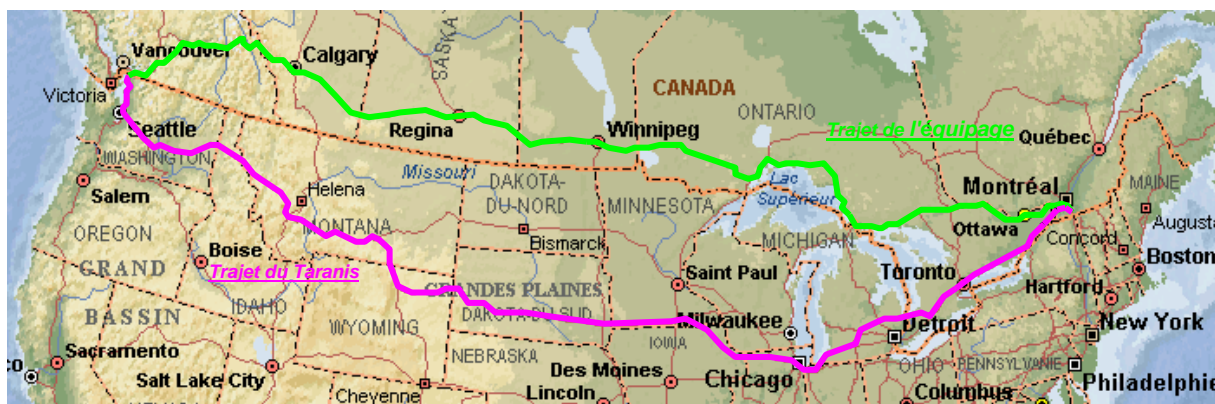 Vancouver
Calgary
SASKA
CANADA
ONTARIO
Victoria
Regina
Winnipeg
Trajet de l'équipage
Québec
Seattle
WASHINGTON
Missouri
DAKOTA-
DU-NORD
MINNESOTA
Lac
Supérieur
Montréal
MAINE
Salem
Helena
MONTANA
OREGON
Bismarck
MICHIGAN
Ottawa
Augusta
Concord
Boise
GRAND
Trajet du Taranis
Saint Paul
Toronto
Boston
IDAHO
GRANDES PLAINES
Hartford
BASSIN
WYOMING
DAKOTA-DU-SUD
Milwaukee
Detroit
New York
Sacramento
co
NEBRASKA
IOWA
OHIO
PENNSYLVANIE
Salt Lake City
Des Moines
Chicago
Philadelphie
Cheyenne
Lincoln
Columbus